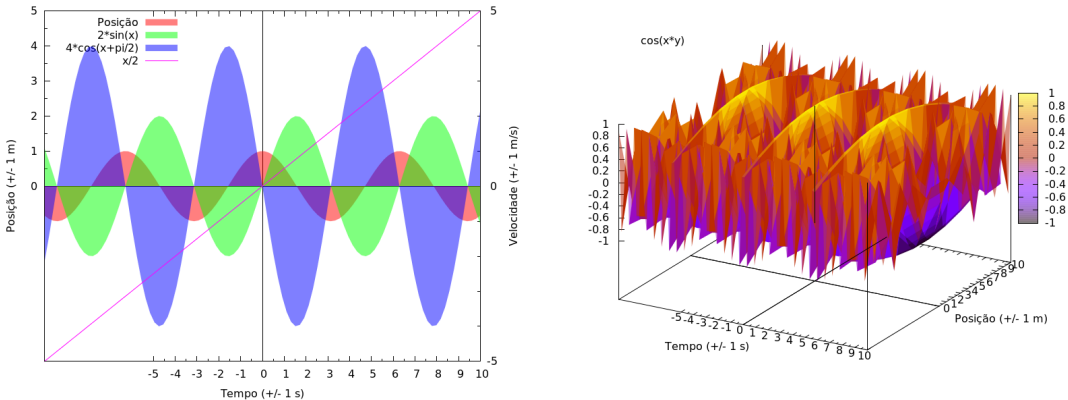 Posição
2*sin(x)
4*cos(x+pi/2)
x/2
5
4
3
2
1
0
5
0
-5
-5 -4 -3 -2 -1 0 1 2 3 4 5 6 7 8 9 10
Posição (+/- 1 m)
Velocidade (+/- 1 m/s)
Tempo (+/- 1 s)
cos(x*y)
1
0.8
0.6
0.4
0.2
0
-0.2
-0.4
-0.6
-0.8
-1
-5 -4 -3 -2 -1 0 1 2 3 4 5 6 7 8 9 10
Tempo (+/- 1 s)
0 1 2 3 4 5 6 7 8 9 10
Posição (+/- 1 m)
1
0.8
0.6
0.4
0.2
0
-0.2
-0.4
-0.6
-0.8
-1